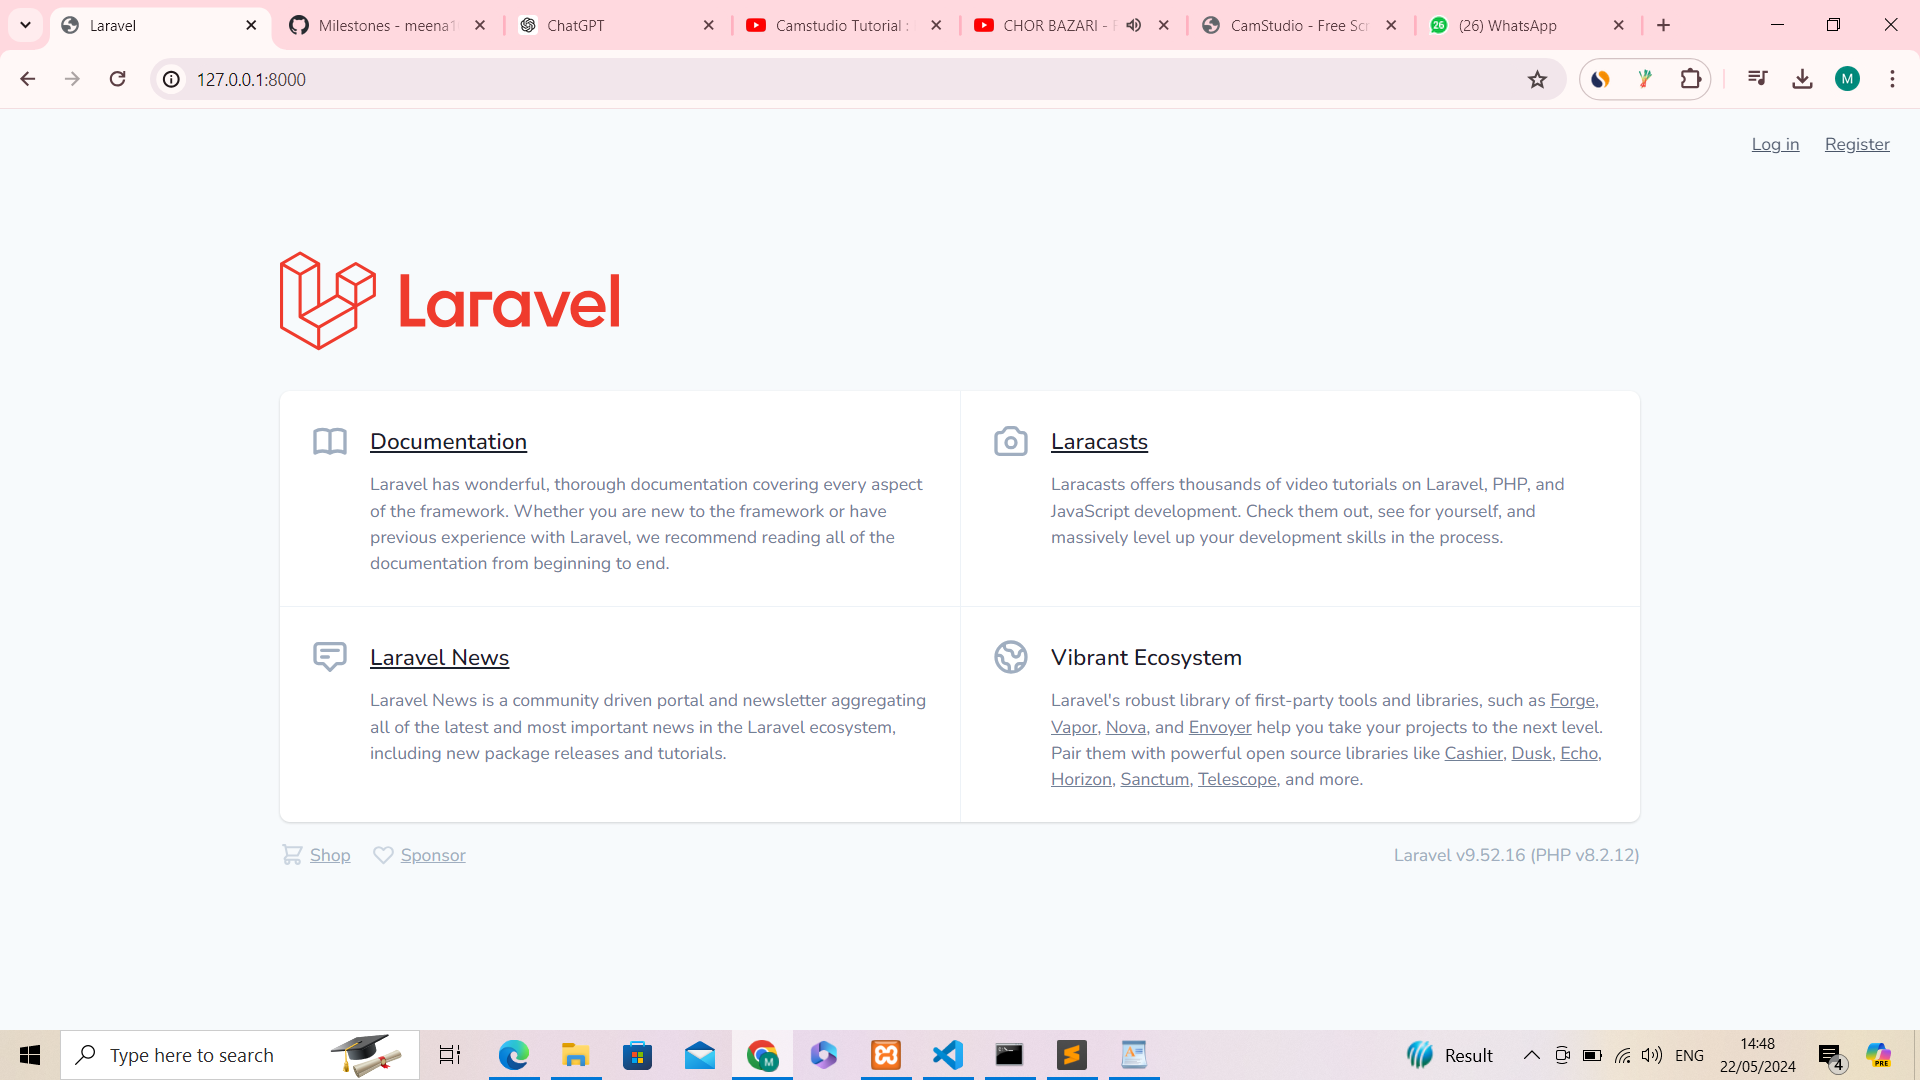 Laravel
Milestones - meena1
ChatGPT
Camstudio Tutorial :
CHOR BAZARI -
CamStudio - Free Scr
26
(26) WhatsApp
127.0.0.1:8000
M
Log in
Register
Laravel
Documentation
Laravel has wonderful, thorough documentation covering every aspect
of the framework. Whether you are new to the framework or have
previous experience with Laravel, we recommend reading all of the
documentation from beginning to end.
Laracasts
Laracasts offers thousands of video tutorials on Laravel, PHP, and
JavaScript development. Check them out, see for yourself, and
massively level up your development skills in the process.
Laravel News
Laravel News is a community driven portal and newsletter aggregating
all of the latest and most important news in the Laravel ecosystem,
including new package releases and tutorials.
Vibrant Ecosystem
Laravel's robust library of first-party tools and libraries, such as Forge,
Vapor, Nova, and Envoyer help you take your projects to the next level.
Pair them with powerful open source libraries like Cashier, Dusk, Echo,
Horizon, Sanctum, Telescope, and more.
Shop
Sponsor
Laravel v9.52.16 (PHP v8.2.12)
Type here to search
M
Result
ENG
14:48
22/05/2024
4
PRE